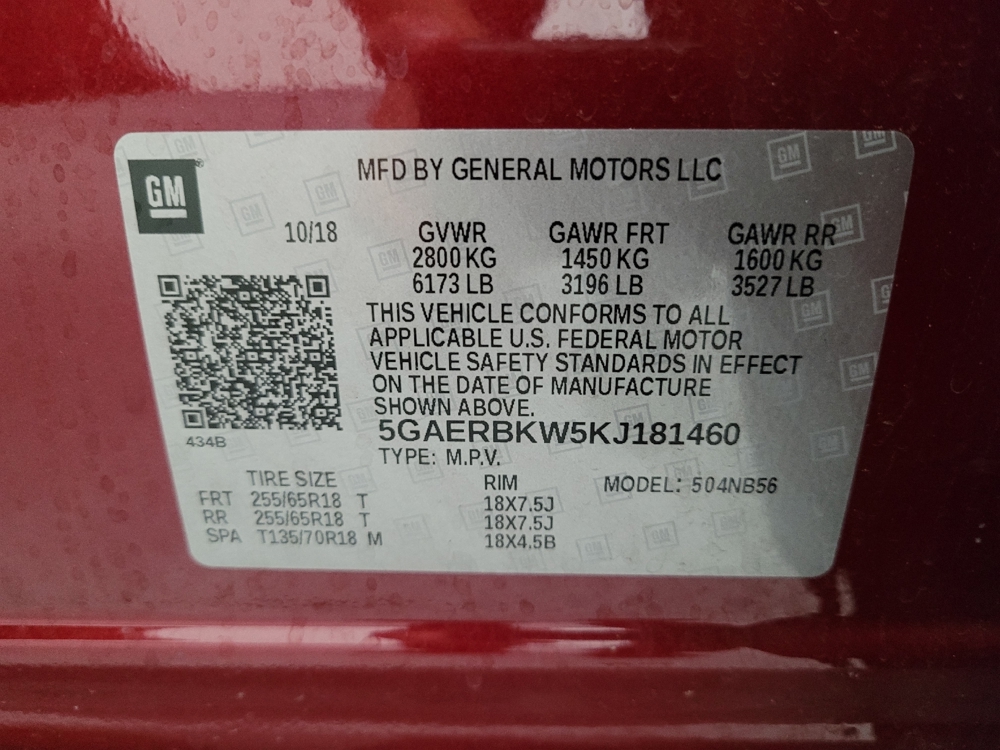 GM
MFD BY GENERAL MOTORS LLC
10/18 GVWR GAWR FRT GAWR RR
2800 KG 1450 KG 1600 KG
6173 LB 3196 LB 3527 LB
THIS VEHICLE CONFORMS TO ALL
APPLICABLE U.S. FEDERAL MOTOR
VEHICLE SAFETY STANDARDS IN EFFECT
ON THE DATE OF MANUFACTURE
SHOWN ABOVE.
434B
5GAERBKW5KJ181460
TYPE: M.P.V.
TIRE SIZE RIM MODEL: 504NB56
FRT 255/65R18 T 18X7.5J
RR 255/65R18 T 18X7.5J
SPA T135/70R18 M 18X4.5B